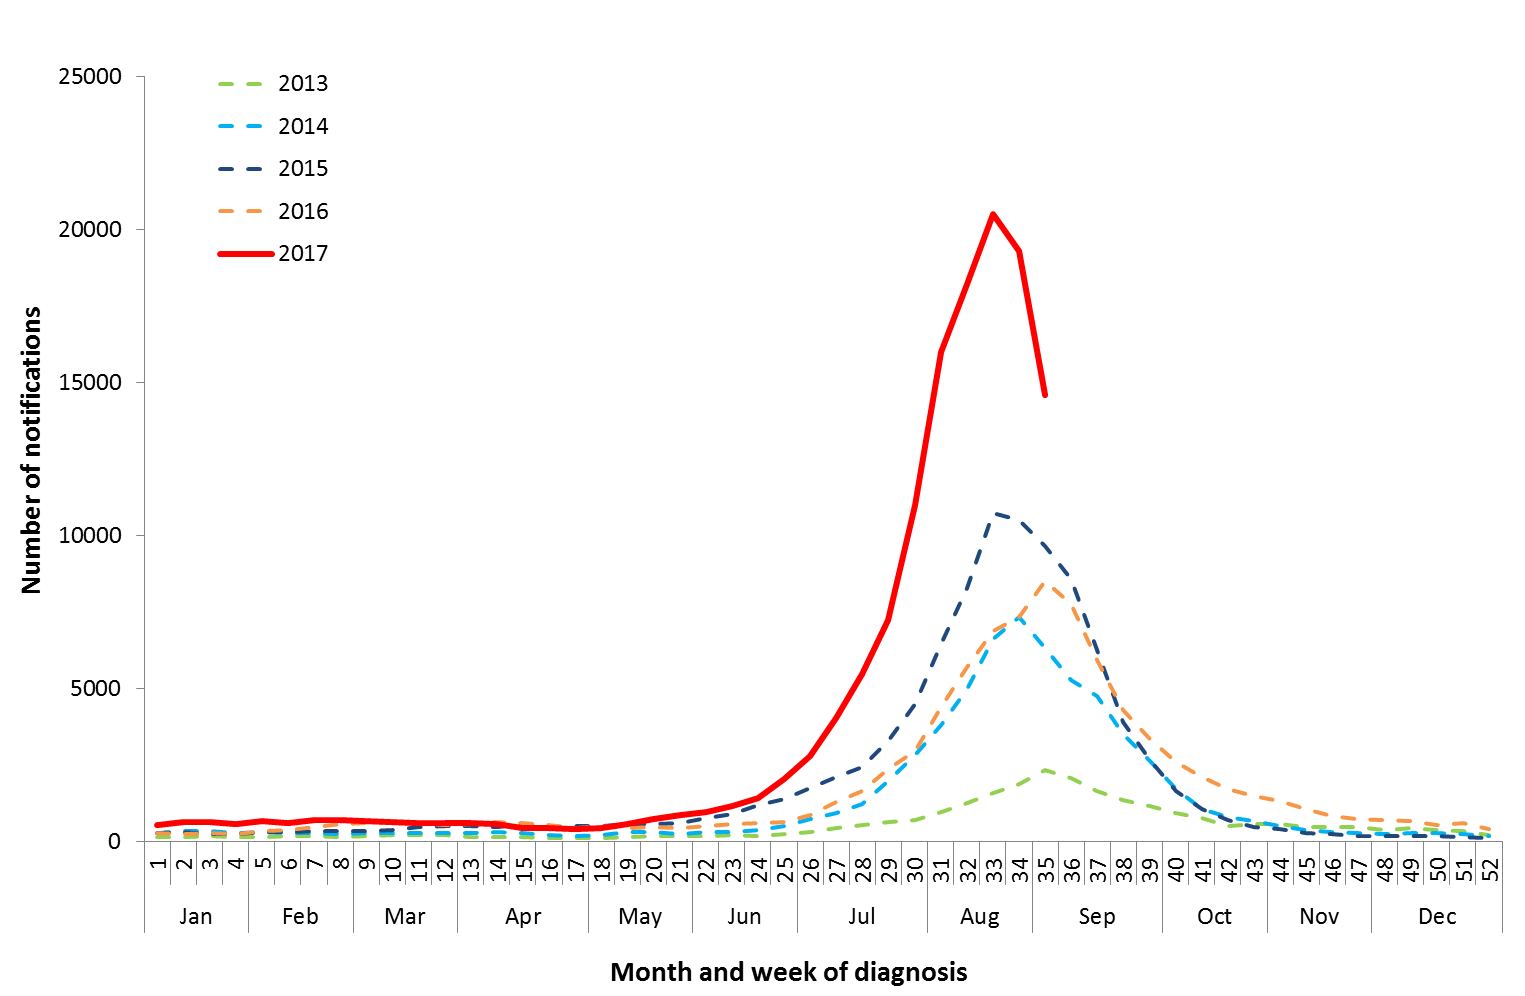 25000
20000
15000
10000
5000
0
2013
2014
2015
2016
2017
Number of notifications
1 2 3 4 5 6 7 8 9 10 11 12 13 14 15 16 17 18 19 20 21 22 23 24 25 26 27 28 29 30 31 32 33 34 35 36 37 38 39 40 41 42 43 44 45 46 47 48 49 50 51 52
Jan Feb Mar Apr May Jun Jul Aug Sep Oct Nov Dec
Month and week of diagnosis